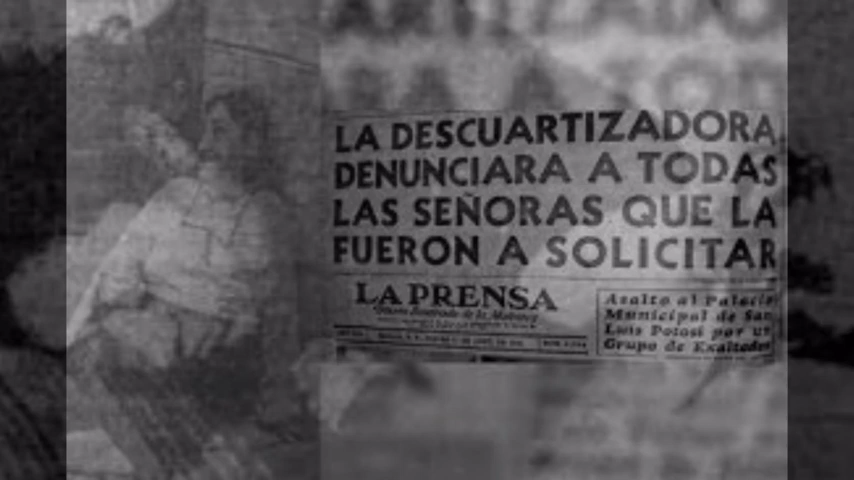 LA DESCUARTIZADORA
DENUNCIARA A TODAS
LAS SEÑORAS QUE LA
FUERON A SOLICITAR
LA PRENSA
Asalto al Palacio
Municipal de San
Luis Potosí por un
Grupo de Exaltados